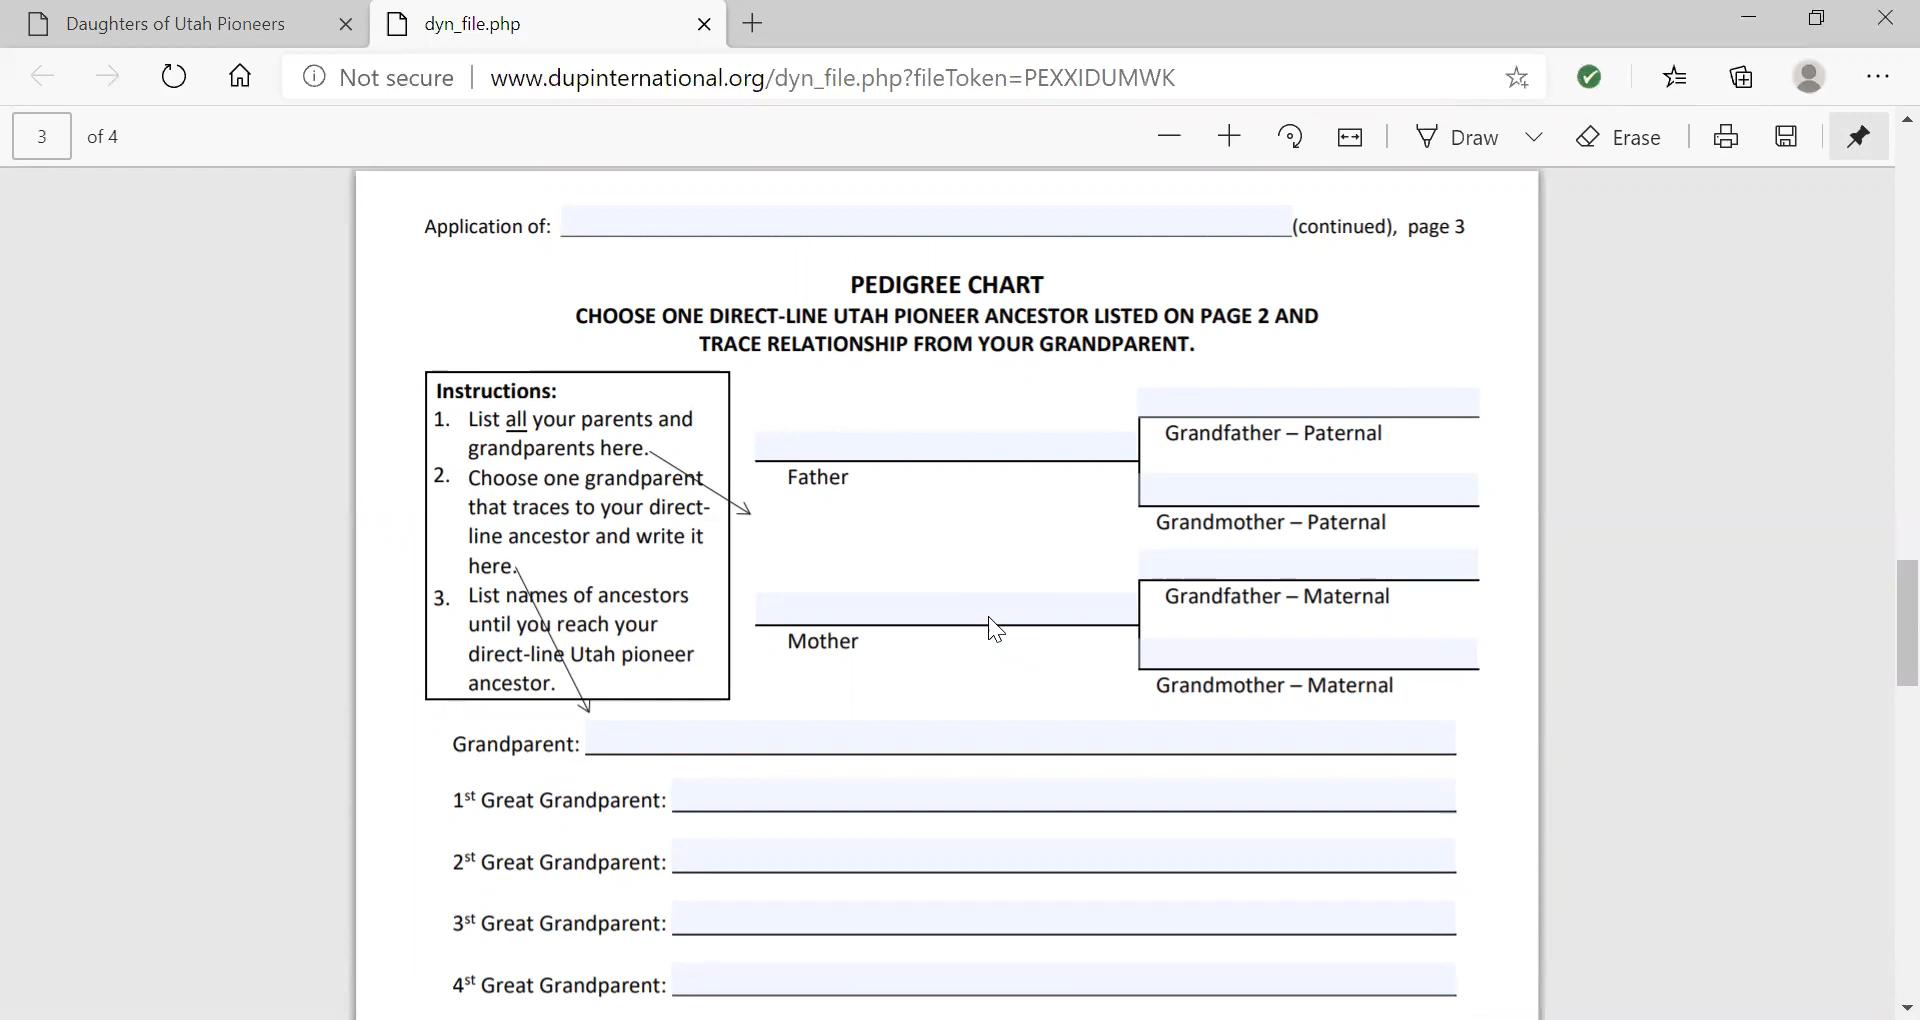 Daughters of Utah Pioneers
dyn_file.php
Not secure
www.dupinternational.org/dyn_file.php?fileToken=PEXXIDUMWK
3 of 4
Draw
Erase
Application of: (continued), page 3
PEDIGREE CHART
CHOOSE ONE DIRECT-LINE UTAH PIONEER ANCESTOR LISTED ON PAGE 2 AND
TRACE RELATIONSHIP FROM YOUR GRANDPARENT.
Instructions:
1. List all your parents and
grandparents here.
2. Choose one grandparent
that traces to your direct-
line ancestor and write it
here.
3. List names of ancestors
until you reach your
direct-line Utah pioneer
ancestor.
Father
Grandfather – Paternal
Grandmother – Paternal
Mother
Grandfather – Maternal
Grandmother – Maternal
Grandparent:
1st Great Grandparent:
2st Great Grandparent:
3st Great Grandparent:
4st Great Grandparent: